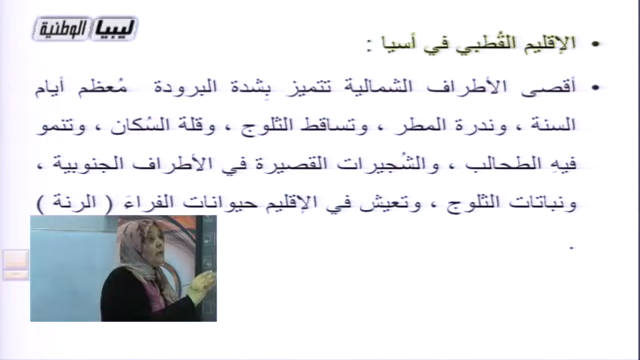 ليبيا الوطنية
• الإقليم القُطبي في أسيا :
• أقصى الأطراف الشمالية تتميز بِشدة البرودة مُعظم أيام
السنة ، وندرة المطر ، وتساقط الثلوج ، وقلة السُكان ، وتنمو
فيهِ الطحالب ، والشُجيرات القصيرة في الأطراف الجنوبية ،
ونباتات الثلوج ، وتعيش في الإقليم حيوانات الفراءَ ( الرنة )
.